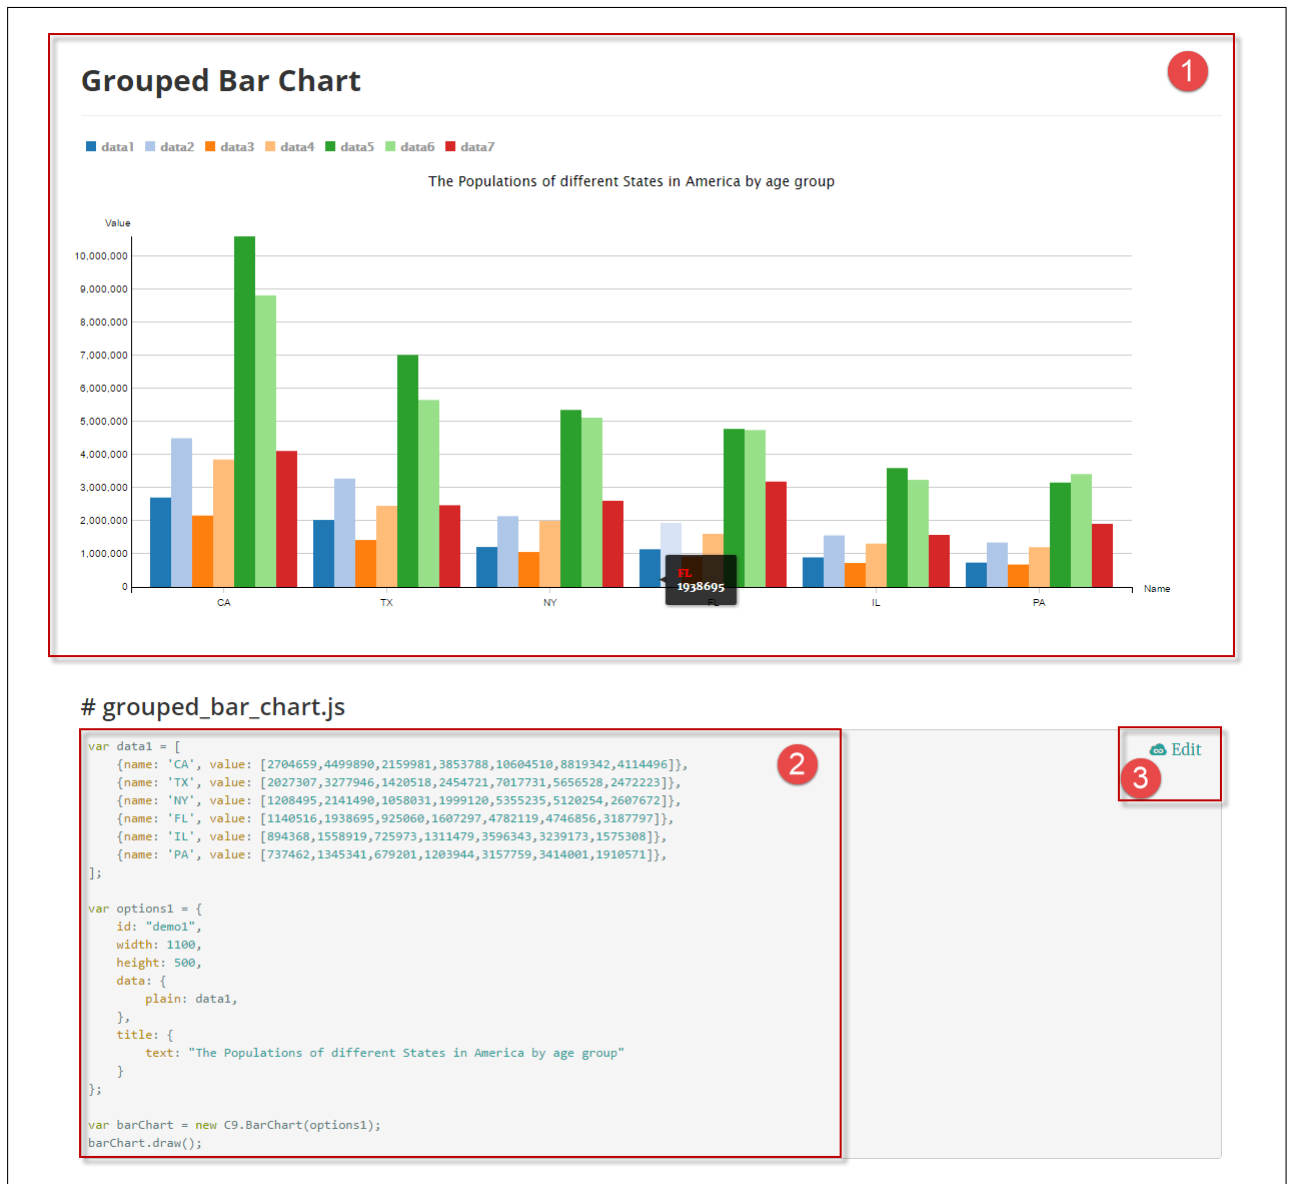 Grouped Bar Chart
1
data1 data2 data3 data4 data5 data6 data7
The Populations of different States in America by age group
Value
10,000,000
9,000,000
8,000,000
7,000,000
6,000,000
5,000,000
4,000,000
3,000,000
2,000,000
1,000,000
0
FL
1938695
Name
CA TX NY FL IL PA
# grouped_bar_chart.js
var data1 = [
{name: 'CA', value: [2704659,4499890,2159981,3853788,10604510,8819342,4114496]},
{name: 'TX', value: [2027307,3277946,1420518,2454721,7017731,5656528,2472223]},
{name: 'NY', value: [1208495,2141490,1058031,1999120,5355235,5120254,2607672]},
{name: 'FL', value: [1140516,1938695,925060,1607297,4782119,4746856,3187797]},
{name: 'IL', value: [894368,1558919,725973,1311479,3596343,3239173,1575308]},
{name: 'PA', value: [737462,1345341,679201,1203944,3157759,3414001,1910571]},
];
2
Edit
3
var options1 = {
id: "demo1",
width: 1100,
height: 500,
data: {
plain: data1,
},
title: {
text: "The Populations of different States in America by age group"
}
};
var barChart = new C9.BarChart(options1);
barChart.draw();